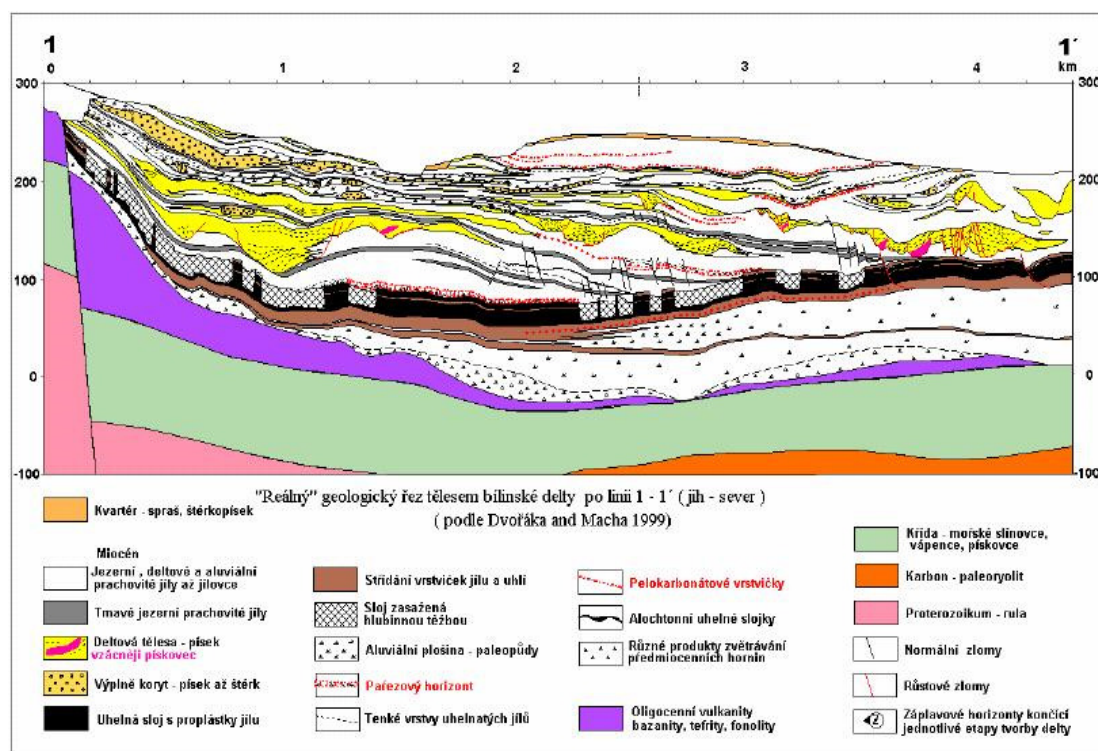 1
1´
0
1
2
3
4
km
300
200
100
0
-100
300
200
100
0
-100
"Reálný" geologický řez tělesem bílinské delty po linii 1 - 1´ ( jih - sever )
( podle Dvořáka and Macha 1999)
Kvartér - spraš, štěrkopísek
Miocén
Jezerní , deltové a aluviální
prachovité jíly až jílovce
Tmavé jezerní prachovité jíly
Deltová tělesa - písek
vzácněji pískovec
Výplně koryt - písek až štěrk
Uhelná sloj s proplástky jílu
Střídání vrstviček jílu a uhlí
Sloj zasažená
hlubinnou těžbou
Aluviální plošina - paleopůdy
Pařezový horizont
Tenké vrstvy uhelnatých jílů
Pelokarbonátové vrstvičky
Alochtonní uhelné slojky
Různé produkty zvětrávání
předmiocenních hornin
Oligocenní vulkanity
bazanity, tefrity, fonolity
Křída - mořské slínovce,
vápence, pískovce
Karbon - paleoryolit
Proterozoikum - rula
Normální zlomy
Růstové zlomy
2
Záplavové horizonty končící
jednotlivé etapy tvorby delty